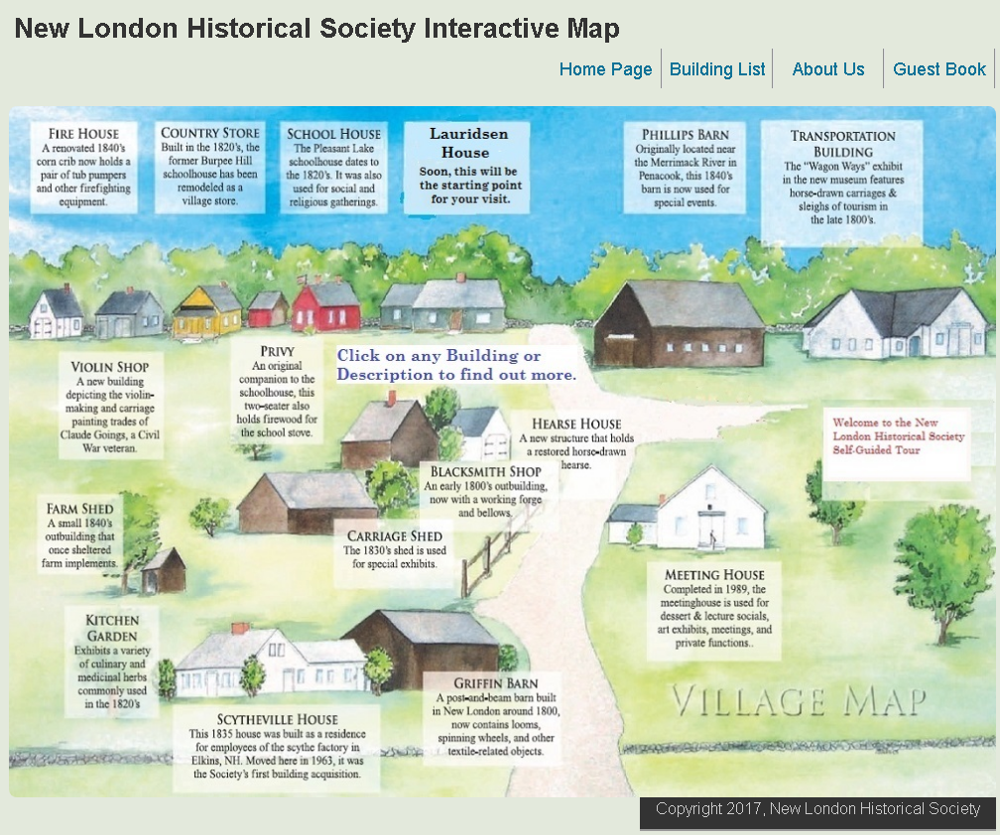 New London Historical Society Interactive Map
Home Page
Building List
About Us
Guest Book
FIRE HOUSE
A renovated 1840's
corn crib now holds a
pair of tub pumpers
and other firefighting
equipment.
COUNTRY STORE
Built in the 1820's, the
former Burpee Hill
schoolhouse has been
remodeled as a
village store.
SCHOOL HOUSE
The Pleasant Lake
schoolhouse dates to
the 1820's. It was also
used for social and
religious gatherings.
Lauridsen
House
Soon, this will be
the starting point
for your visit.
PHILLIPS BARN
Originally located near
the Merrimack River in
Penacook, this 1840's
barn is now used for
special events.
TRANSPORTATION
BUILDING
The "Wagon Ways" exhibit
in the new museum features
horse-drawn carriages &
sleighs of tourism in
the late 1800's.
VIOLIN SHOP
A new building
depicting the violin-
making and carriage
painting trades of
Claude Goings, a Civil
War veteran.
PRIVY
An original
companion to the
schoolhouse, this
two-seater also
holds firewood for
the school stove.
Click on any Building or
Description to find out more.
HEARSE HOUSE
A new structure that holds
a restored horse-drawn
hearse.
Welcome to the New
London Historical Society
Self-Guided Tour
BLACKSMITH SHOP
An early 1800's outbuilding,
now with a working forge
and bellows.
FARM SHED
A small 1840's
outbuilding that
once sheltered
farm implements.
CARRIAGE SHED
The 1830's shed is used
for special exhibits.
MEETING HOUSE
Completed in 1989, the
meetinghouse is used for
dessert & lecture socials,
art exhibits, meetings, and
private functions..
KITCHEN
GARDEN
Exhibits a variety
of culinary and
medicinal herbs
commonly used
in the 1820's
GRIFFIN BARN
A post-and-beam barn built
in New London around 1800,
now contains looms,
spinning wheels, and other
textile-related objects.
SCYTHEVILLE HOUSE
This 1835 house was built as a residence
for employees of the scythe factory in
Elkins, NH. Moved here in 1963, it was
the Society's first building acquisition.
VILLAGE MAP
Copyright 2017, New London Historical Society